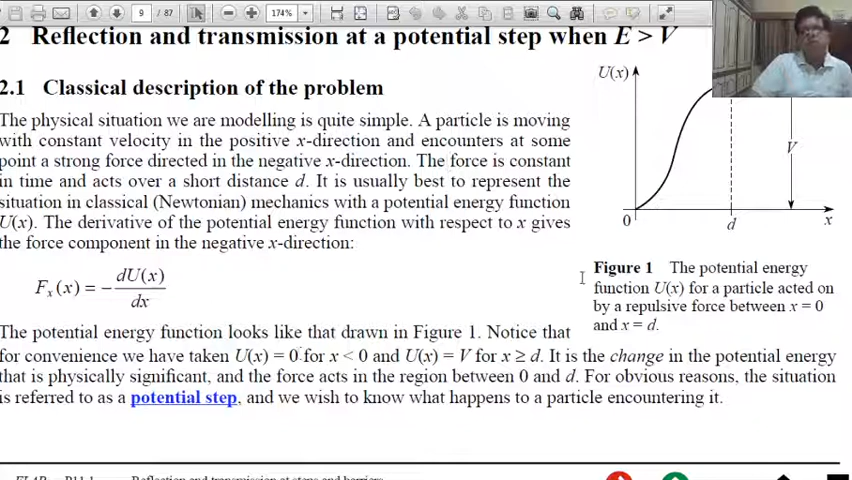 9 / 87
174%
2 Reflection and transmission at a potential step when E > V
2.1 Classical description of the problem
The physical situation we are modelling is quite simple. A particle is moving
with constant velocity in the positive x-direction and encounters at some
point a strong force directed in the negative x-direction. The force is constant
in time and acts over a short distance d. It is usually best to represent the
situation in classical (Newtonian) mechanics with a potential energy function
U(x). The derivative of the potential energy function with respect to x gives
the force component in the negative x-direction:
Fₓ(x) = − dU(x)/dx
U(x)
V
0
d
x
Figure 1 The potential energy
function U(x) for a particle acted on
by a repulsive force between x = 0
and x = d.
The potential energy function looks like that drawn in Figure 1. Notice that
for convenience we have taken U(x) = 0 for x < 0 and U(x) = V for x ≥ d. It is the change in the potential energy
that is physically significant, and the force acts in the region between 0 and d. For obvious reasons, the situation
is referred to as a potential step, and we wish to know what happens to a particle encountering it.
Reflection and transmission at steps and barriers